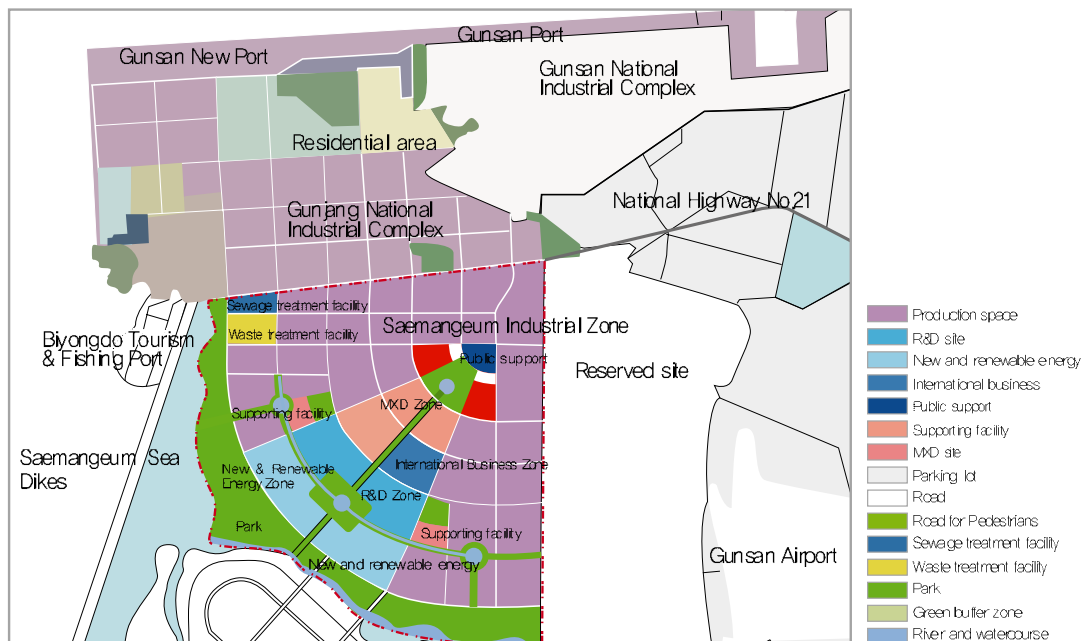 Gunsan Port
Gunsan New Port
Gunsan National
Industrial Complex
Residential area
National Highway No.21
Gunjang National
Industrial Complex
Sewage treatment facility
Waste treatment facility
Saemangeum Industrial Zone
Biyongdo Tourism
& Fishing Port
Public support
Reserved site
MXD Zone
Supporting facility
Saemangeum Sea
Dikes
New & Renewable
Energy Zone
International Business Zone
R&D Zone
Park
Supporting facility
New and renewable energy
Gunsan Airport
Production space
R&D site
New and renewable energy
International business
Public support
Supporting facility
MXD site
Parking lot
Road
Road for Pedestrians
Sewage treatment facility
Waste treatment facility
Park
Green buffer zone
River and watercourse